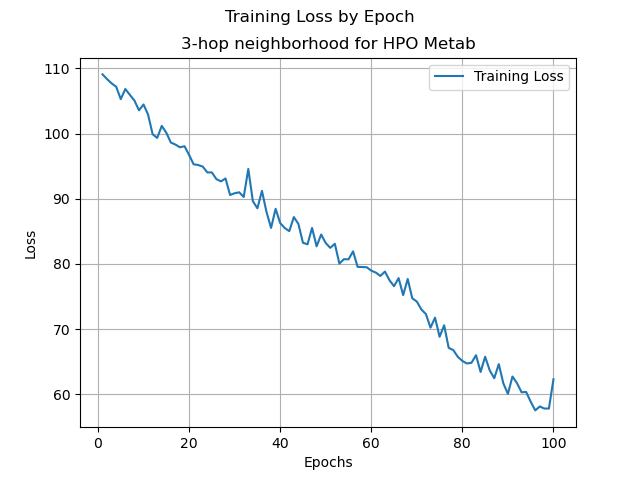 Training Loss by Epoch
3-hop neighborhood for HPO Metab
Training Loss
110
100
90
80
70
60
Loss
0 20 40 60 80 100
Epochs